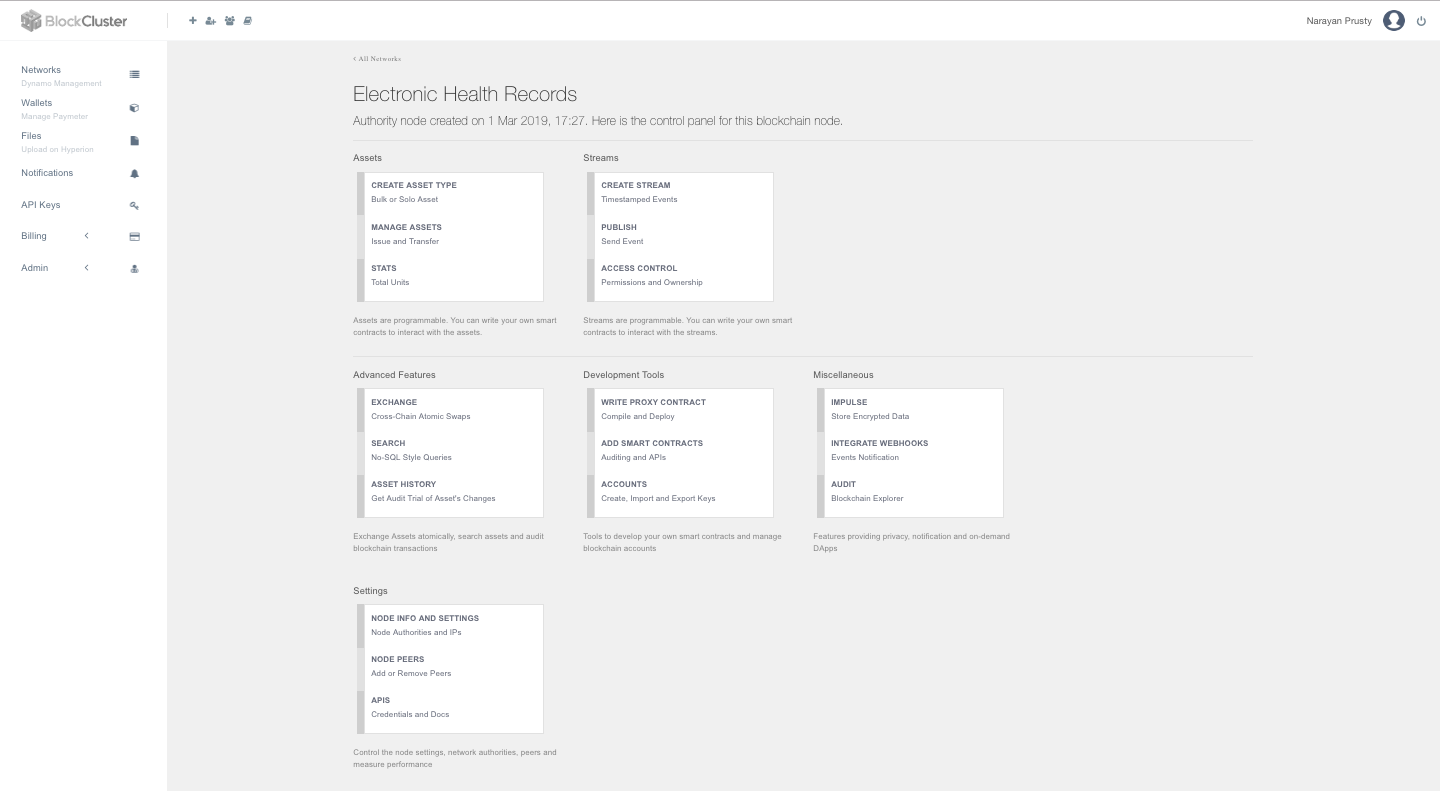 BlockCluster
Narayan Prusty
Networks
Dynamo Management
Wallets
Manage Paymeter
Files
Upload on Hyperion
Notifications
API Keys
Billing
Admin
‹ All Networks
Electronic Health Records
Authority node created on 1 Mar 2019, 17:27. Here is the control panel for this blockchain node.
Assets
CREATE ASSET TYPE
Bulk or Solo Asset
MANAGE ASSETS
Issue and Transfer
STATS
Total Units
Assets are programmable. You can write your own smart
contracts to interact with the assets.
Streams
CREATE STREAM
Timestamped Events
PUBLISH
Send Event
ACCESS CONTROL
Permissions and Ownership
Streams are programable. You can write your own smart
contracts to interact with the streams.
Advanced Features
EXCHANGE
Cross-Chain Atomic Swaps
SEARCH
No-SQL Style Queries
ASSET HISTORY
Get Audit Trial of Asset's Changes
Exchange Assets atomically, search assets and audit
blockchain transactions
Development Tools
WRITE PROXY CONTRACT
Compile and Deploy
ADD SMART CONTRACTS
Auditing and APIs
ACCOUNTS
Create, Import and Export Keys
Tools to develop your own smart contracts and manage
blockchain accounts
Miscellaneous
IMPULSE
Store Encrypted Data
INTEGRATE WEBHOOKS
Events Notification
AUDIT
Blockchain Explorer
Features providing privacy, notification and on-demand
DApps
Settings
NODE INFO AND SETTINGS
Node Authorities and IPs
NODE PEERS
Add or Remove Peers
APIS
Credentials and Docs
Control the node settings, network authorities, peers and
measure performance